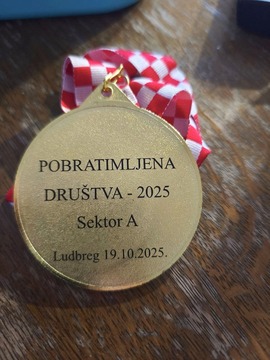 POBRATIMLJENA
DRUŠTVA - 2025
Sektor A
Ludbreg 19.10.2025.